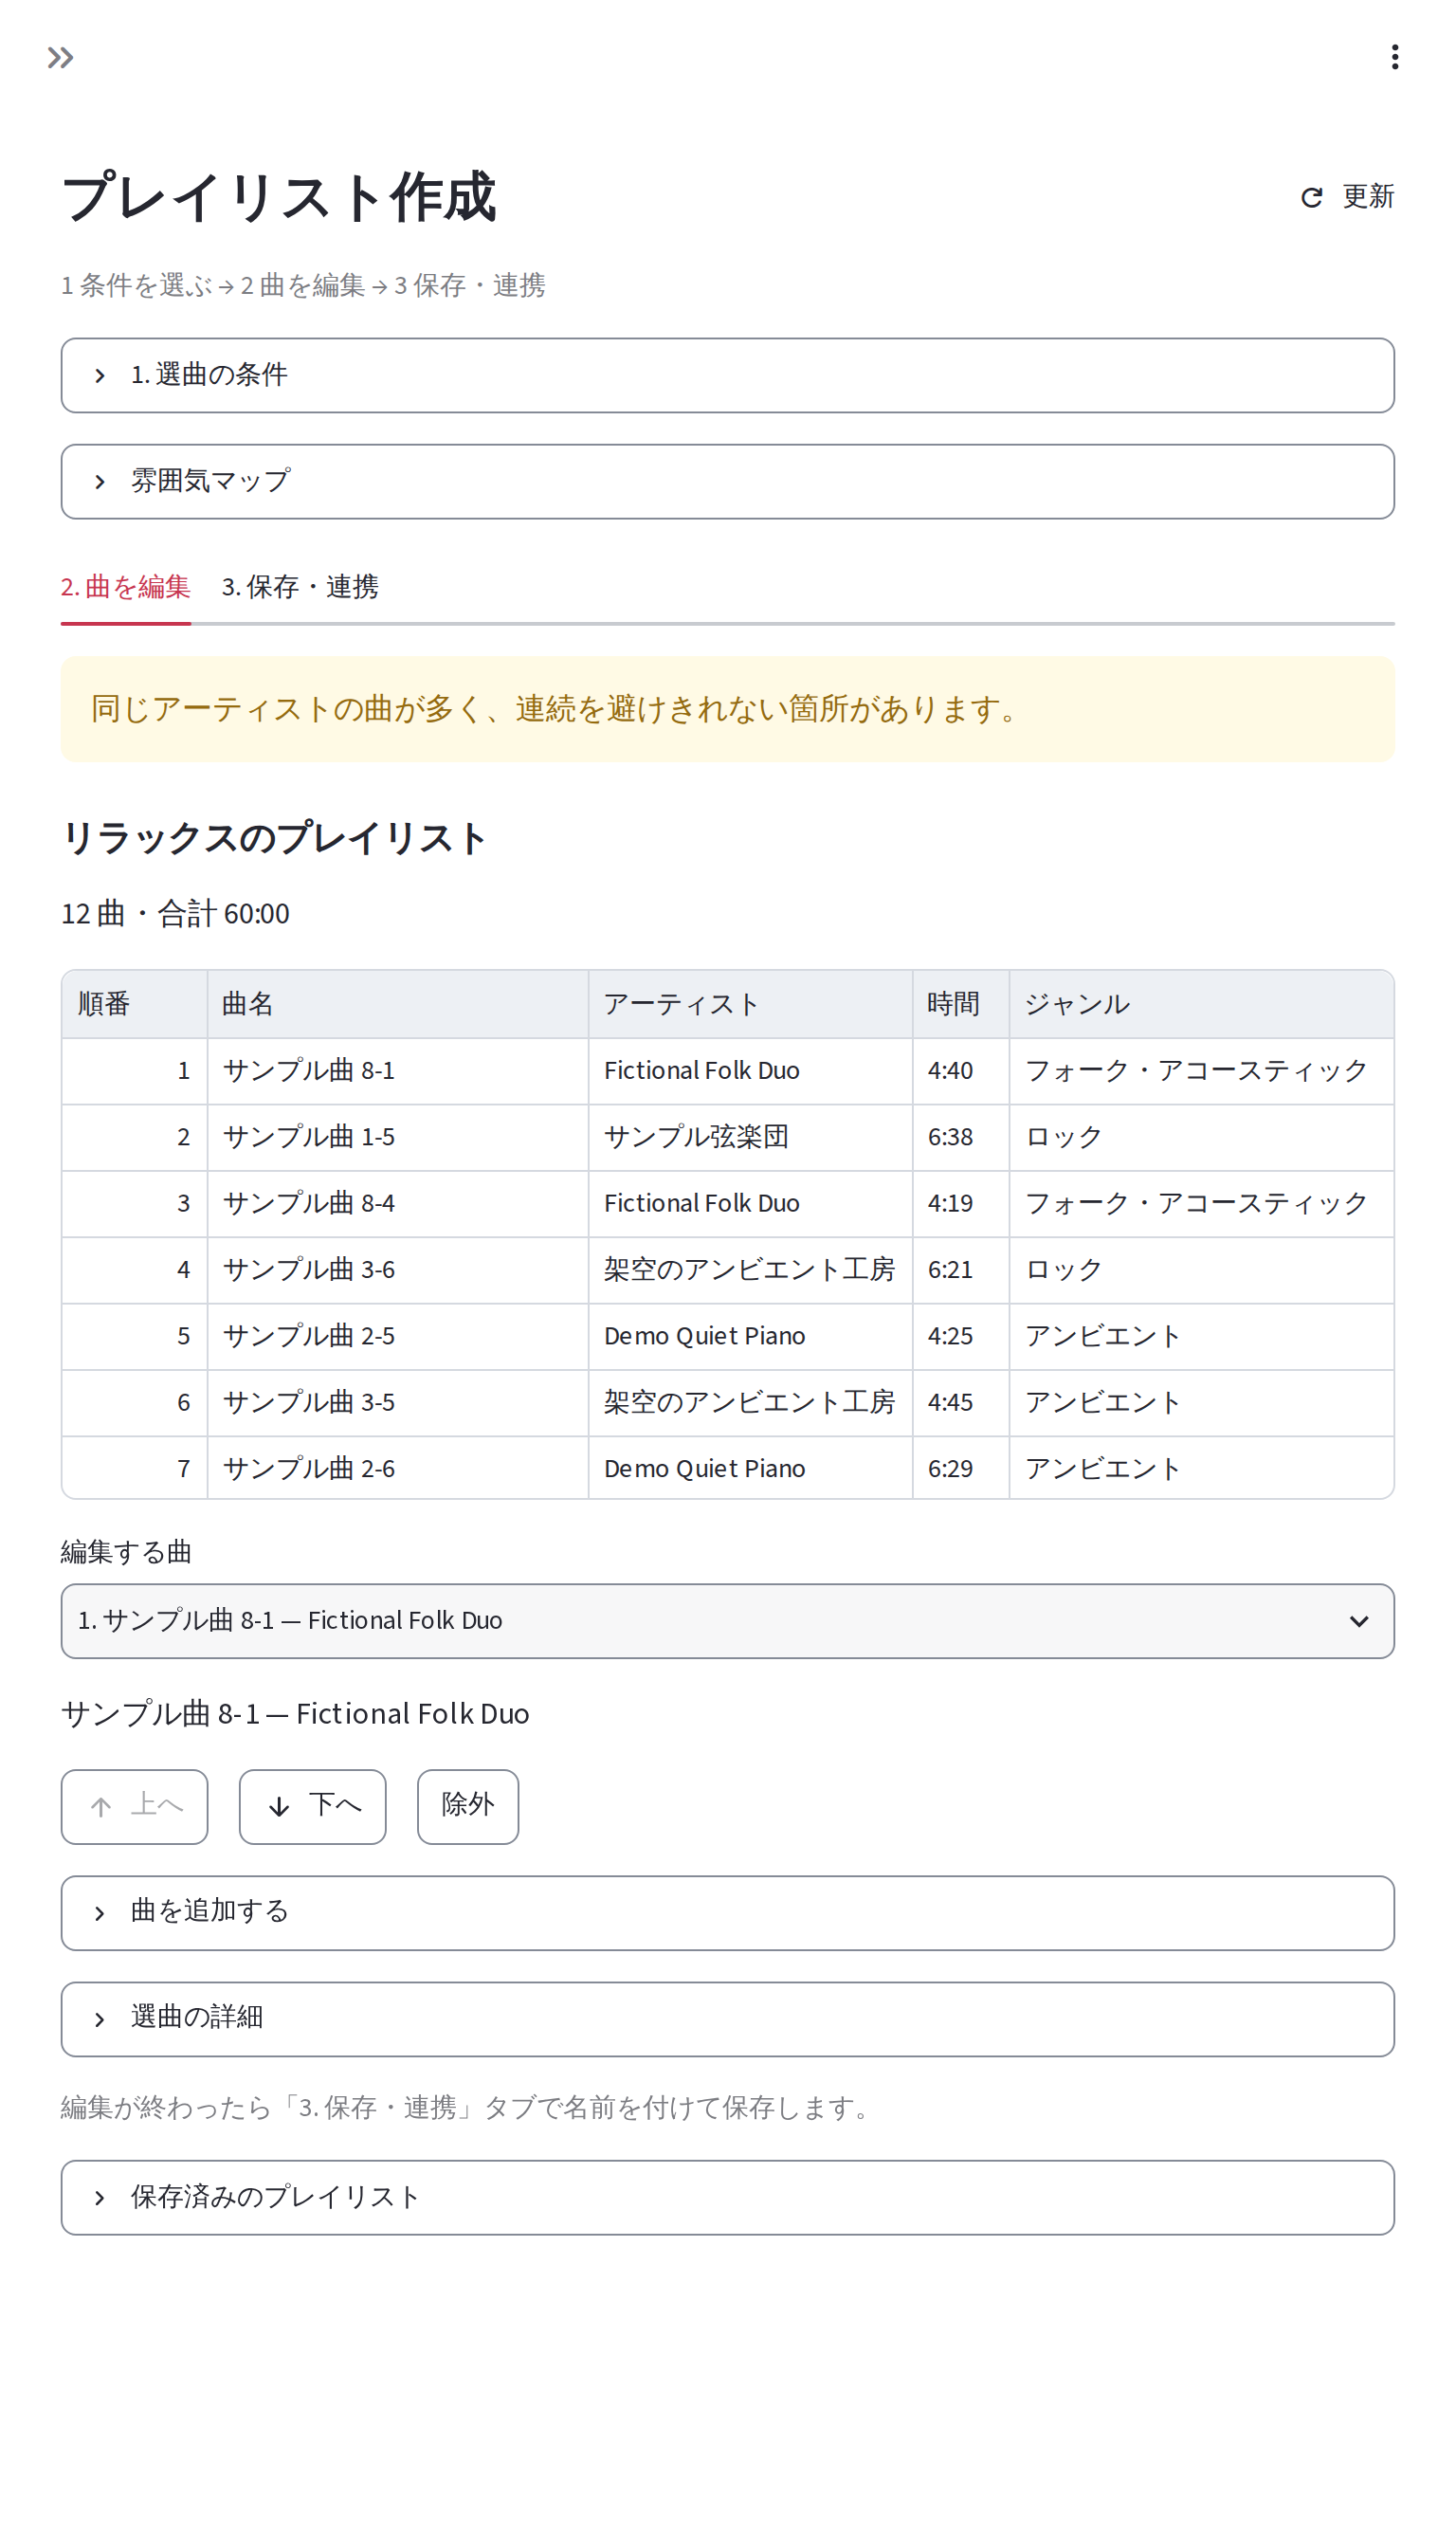 プレイリスト作成
更新
1 条件を選ぶ → 2 曲を編集 → 3 保存・連携
1. 選曲の条件
雰囲気マップ
2. 曲を編集 3. 保存・連携
同じアーティストの曲が多く、連続を避けきれない箇所があります。
リラックスのプレイリスト
12 曲・合計 60:00
順番 曲名 アーティスト 時間 ジャンル
1 サンプル曲 8-1 Fictional Folk Duo 4:40 フォーク・アコースティック
2 サンプル曲 1-5 サンプル弦楽団 6:38 ロック
3 サンプル曲 8-4 Fictional Folk Duo 4:19 フォーク・アコースティック
4 サンプル曲 3-6 架空のアンビエント工房 6:21 ロック
5 サンプル曲 2-5 Demo Quiet Piano 4:25 アンビエント
6 サンプル曲 3-5 架空のアンビエント工房 4:45 アンビエント
7 サンプル曲 2-6 Demo Quiet Piano 6:29 アンビエント
編集する曲
1. サンプル曲 8-1 — Fictional Folk Duo
サンプル曲 8-1 — Fictional Folk Duo
上へ 下へ 除外
曲を追加する
選曲の詳細
編集が終わったら「3. 保存・連携」タブで名前を付けて保存します。
保存済みのプレイリスト